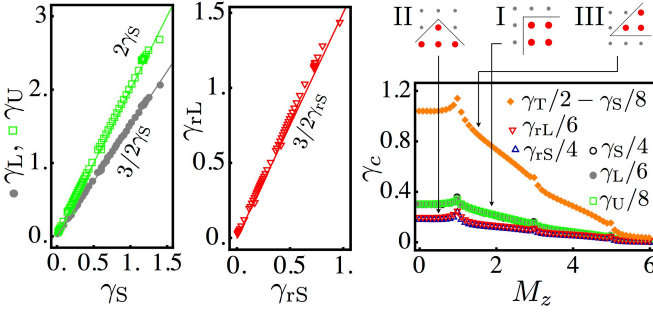 ● γL, □ γU
3
2
1
0
2γS
3/2γS
0. 0.5 1. 1.5
γS
γrL
1.5
1.0
0.5
0.
3/2γrS
0. 0.5 1.
γrS
II I III
γc
1.2
0.8
0.4
0
γT/2 − γS/8
γrL/6
γrS/4
γS/4
γL/6
γU/8
0 2 4 6
Mz